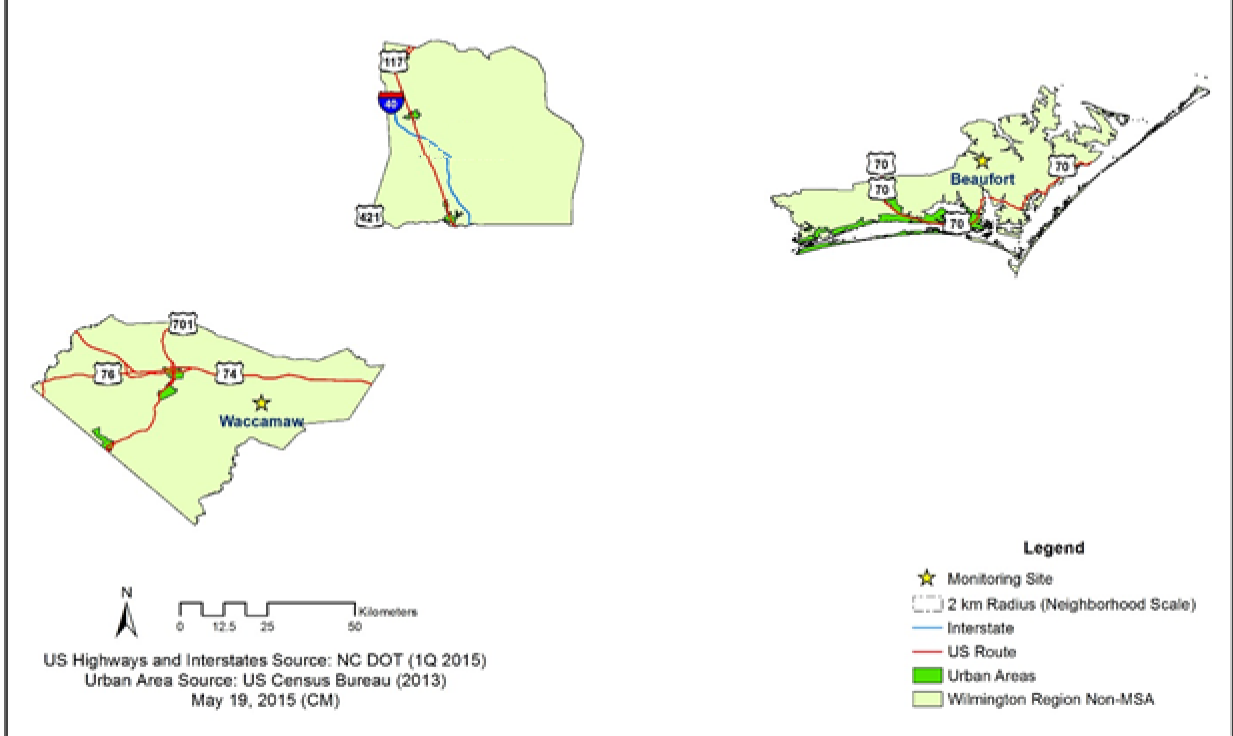 117
40
421
70
70
70
Beaufort
70
701
76
74
Waccamaw
Legend
Monitoring Site
2 km Radius (Neighborhood Scale)
Interstate
US Route
Urban Areas
Wilmington Region Non-MSA
N
Kilometers
0 12.5 25 50
US Highways and Interstates Source: NC DOT (1Q 2015)
Urban Area Source: US Census Bureau (2013)
May 19, 2015 (CM)